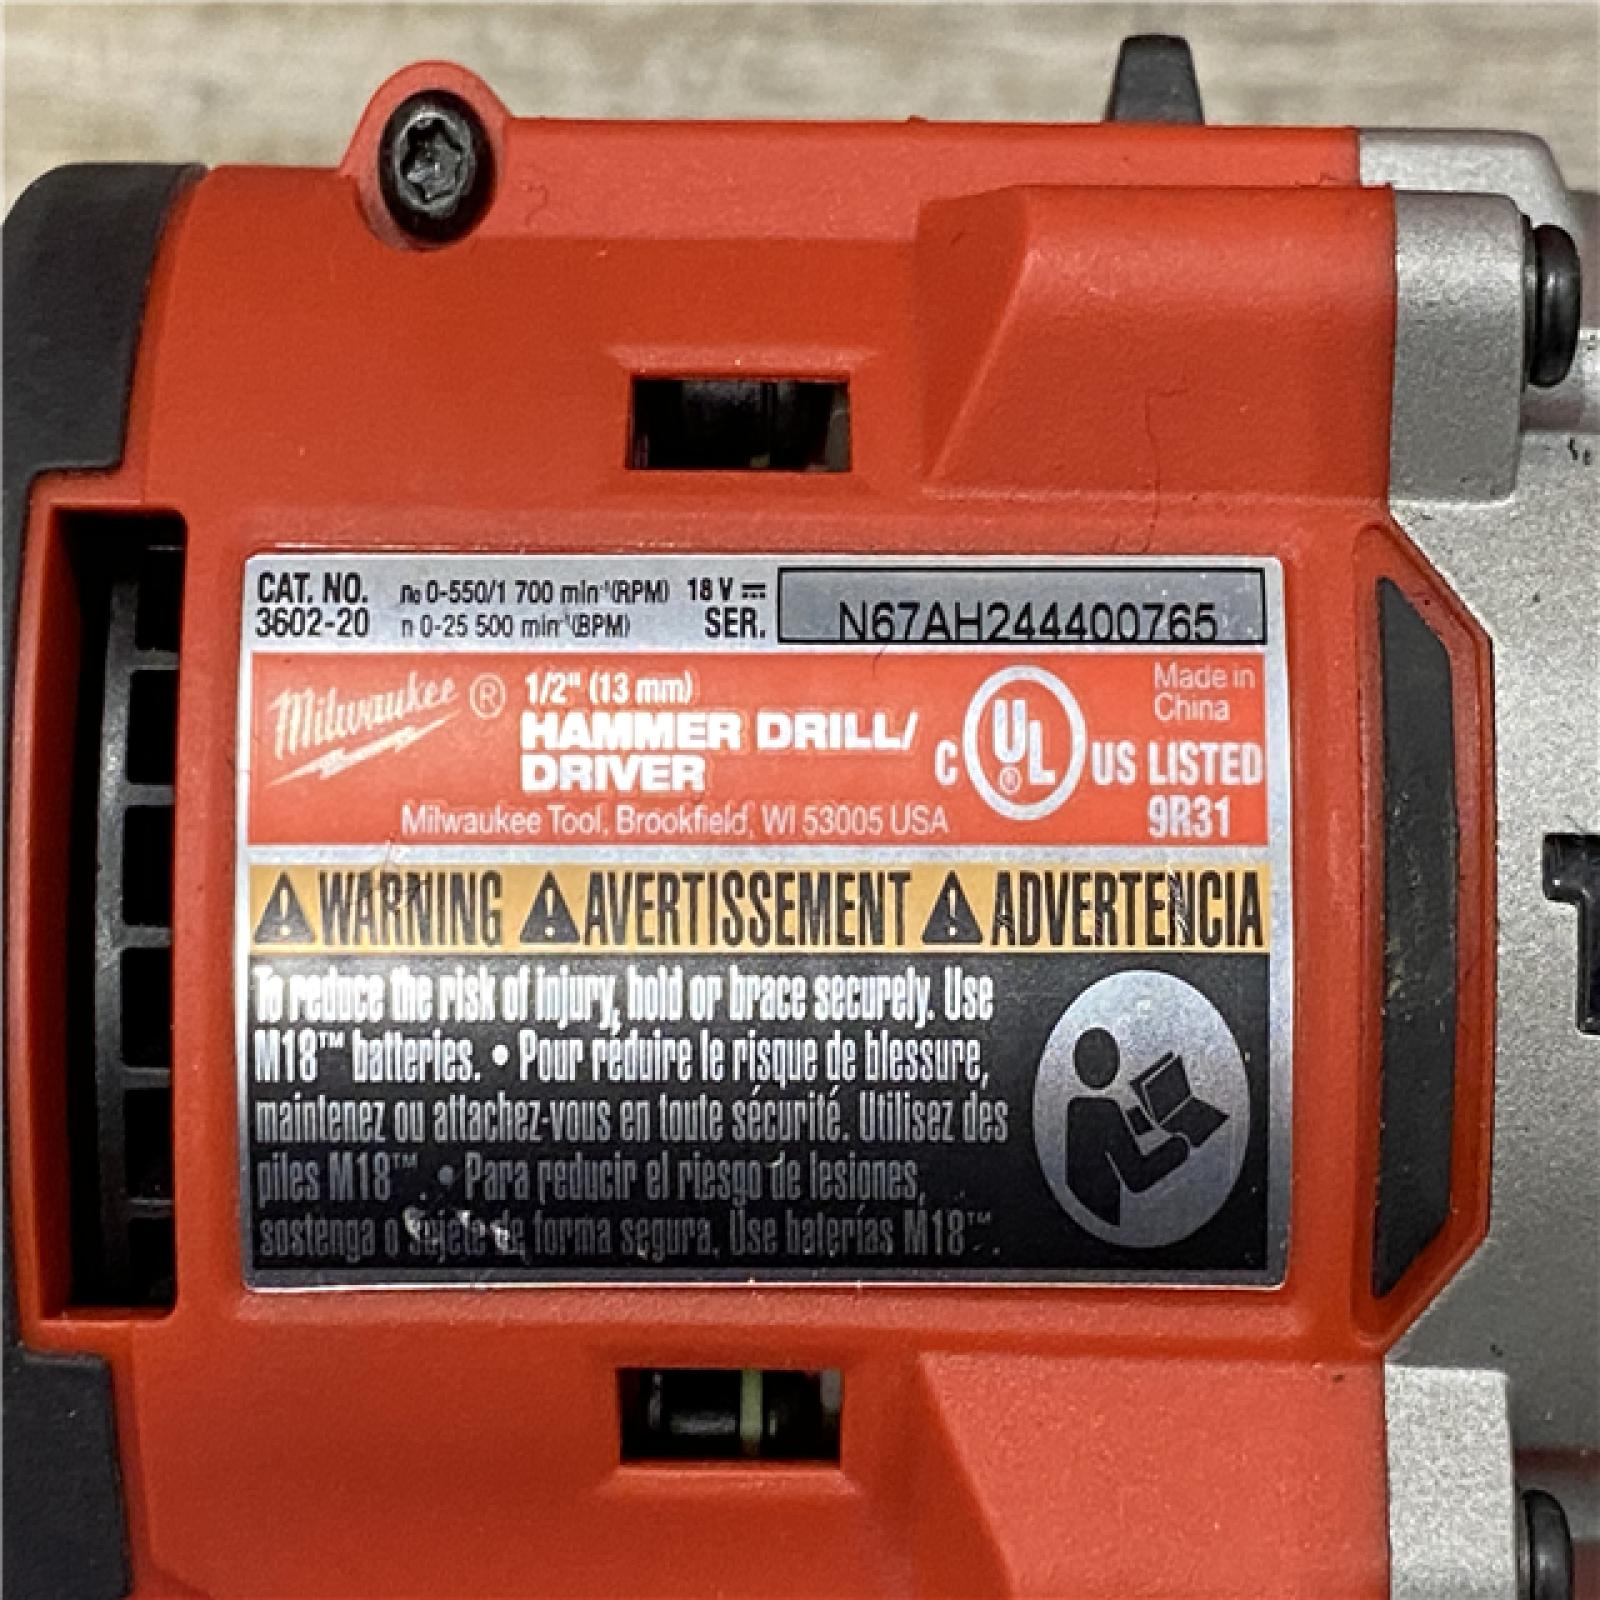 CAT. NO. n₀ 0-550/1 700 min⁻¹(RPM) 18 V ⎓
3602-20 n 0-25 500 min⁻¹(BPM) SER. N67AH244400765
Milwaukee® 1/2" (13 mm)
HAMMER DRILL/
DRIVER
Milwaukee Tool, Brookfield, WI 53005 USA
C UL® US LISTED
9R31
Made in
China
⚠WARNING ⚠AVERTISSEMENT ⚠ADVERTENCIA
To reduce the risk of injury, hold or brace securely. Use
M18™ batteries. • Pour réduire le risque de blessure,
maintenez ou attachez-vous en toute sécurité. Utilisez des
piles M18™. • Para reducir el riesgo de lesiones,
sostenga o sujete de forma segura. Use baterías M18™.